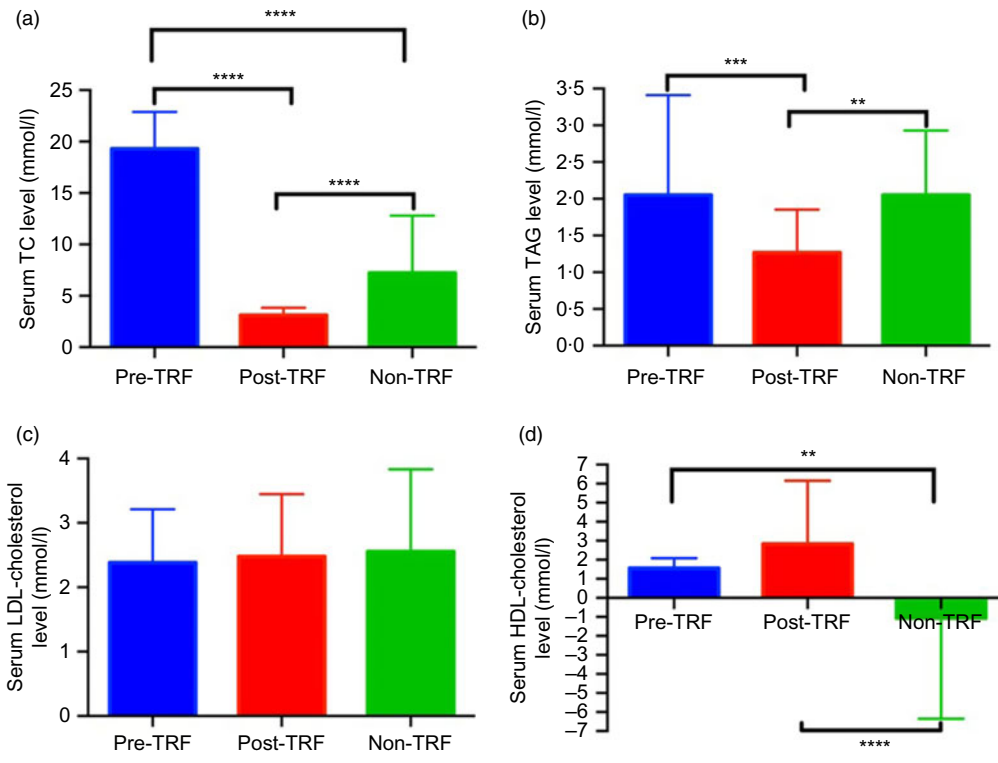 (a)
****
****
****
Serum TC level (mmol/l)
25
20
15
10
5
0
Pre-TRF Post-TRF Non-TRF
(b)
***
**
Serum TAG level (mmol/l)
3·5
3·0
2·5
2·0
1·5
1·0
0·5
0·0
Pre-TRF Post-TRF Non-TRF
(c)
Serum LDL-cholesterol
level (mmol/l)
4
3
2
1
0
Pre-TRF Post-TRF Non-TRF
(d)
**
Serum HDL-cholesterol
level (mmol/l)
7
6
5
4
3
2
1
0
–1
–2
–3
–4
–5
–6
–7
Pre-TRF Post-TRF Non-TRF
****